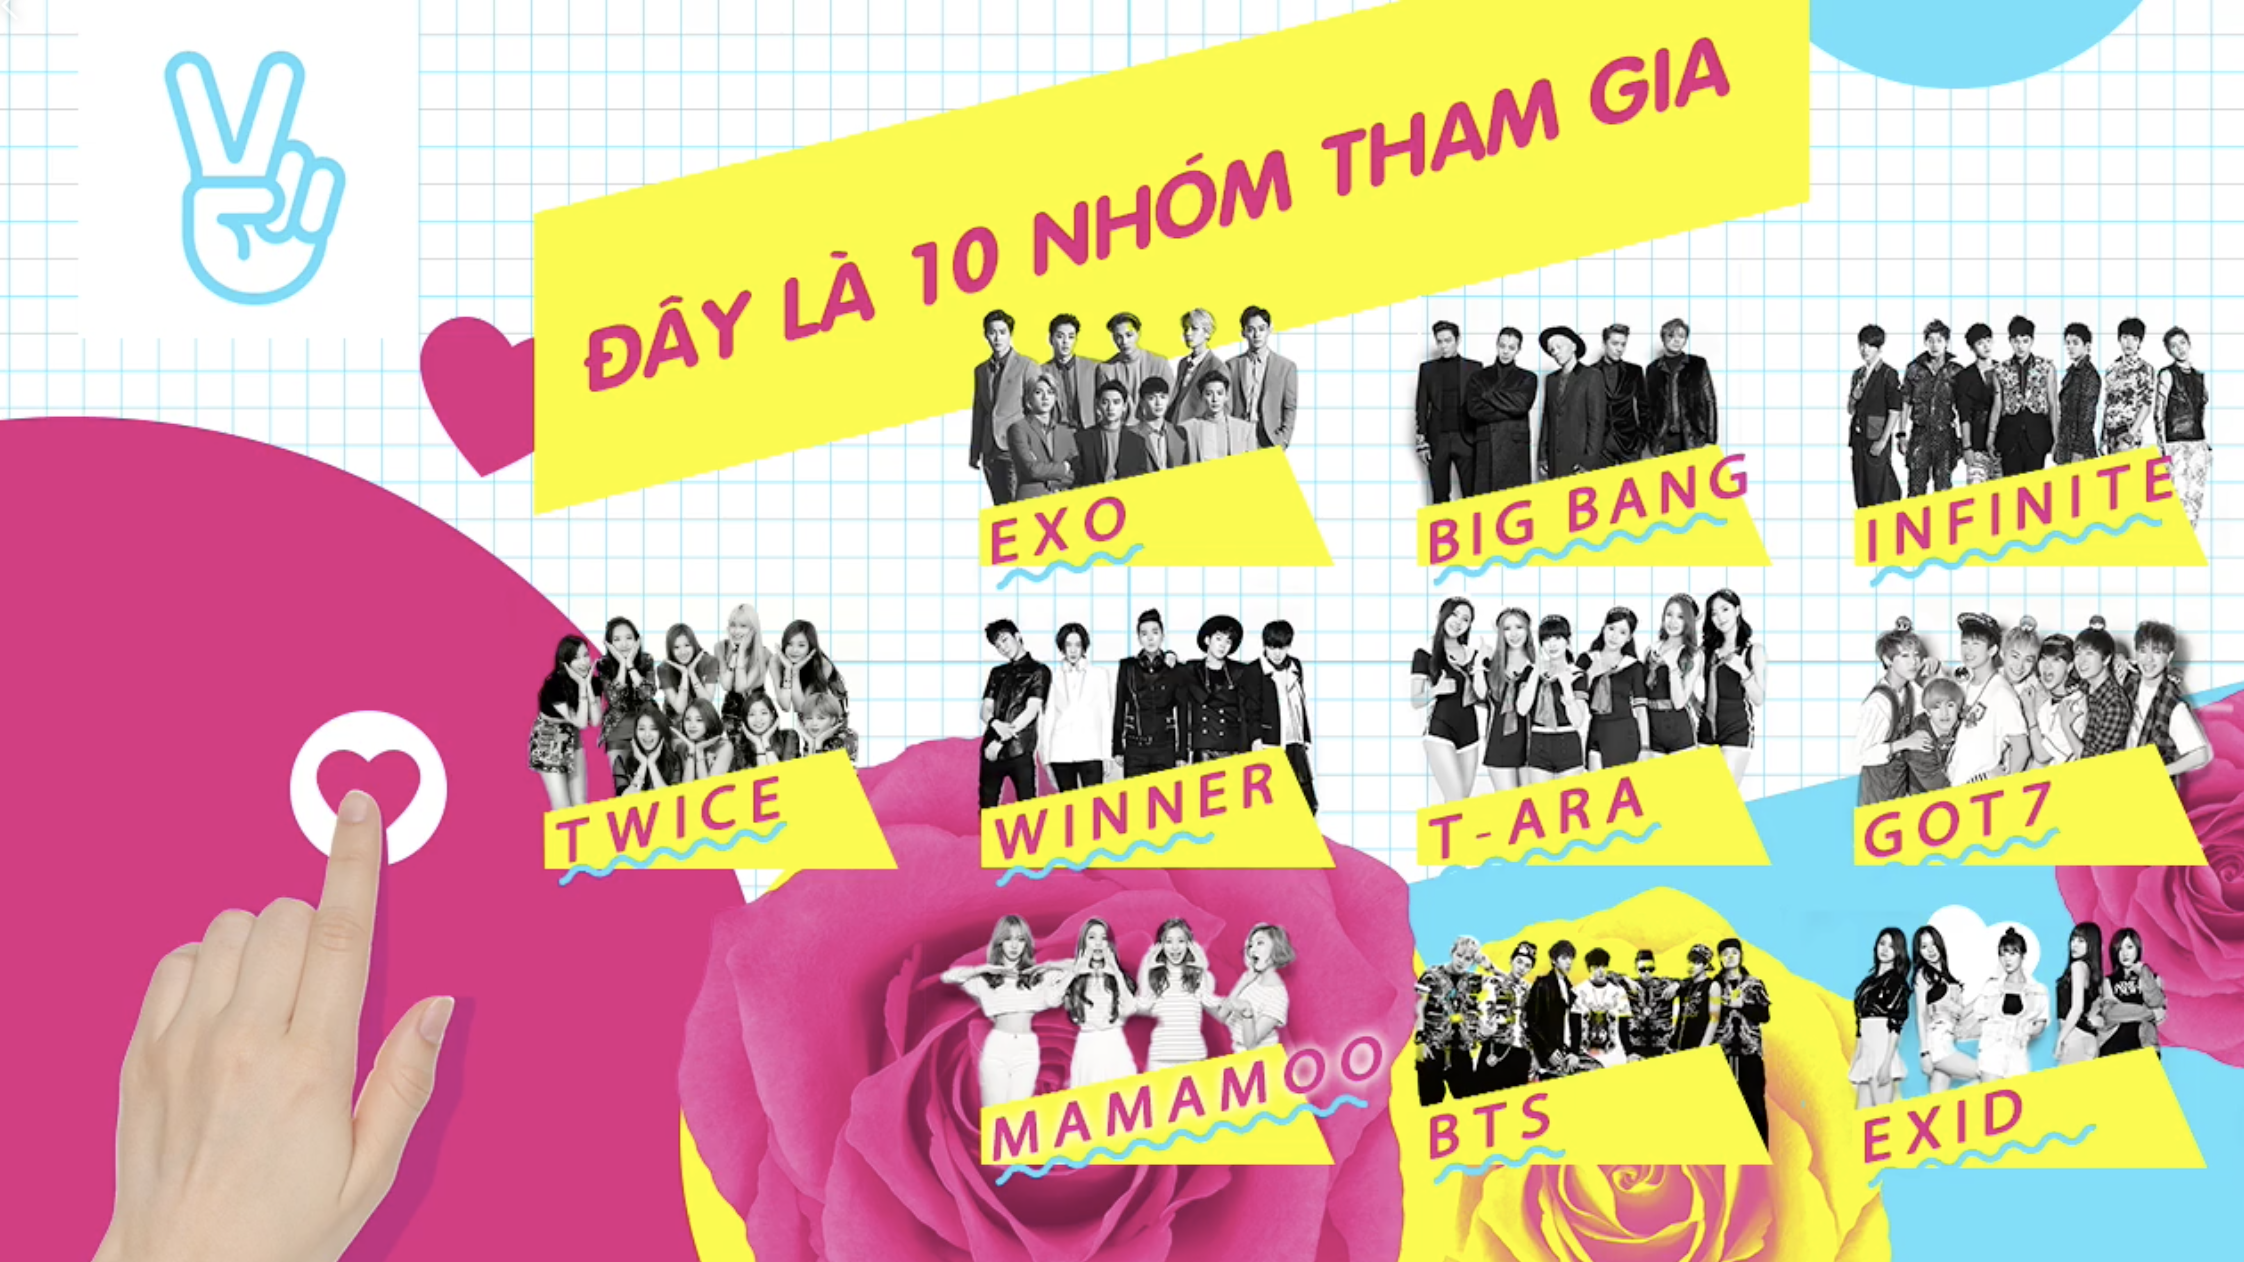 ĐÂY LÀ 10 NHÓM THAM GIA
EXO
BIG BANG
INFINITE
TWICE
WINNER
T-ARA
GOT7
MAMAMOO
BTS
EXID